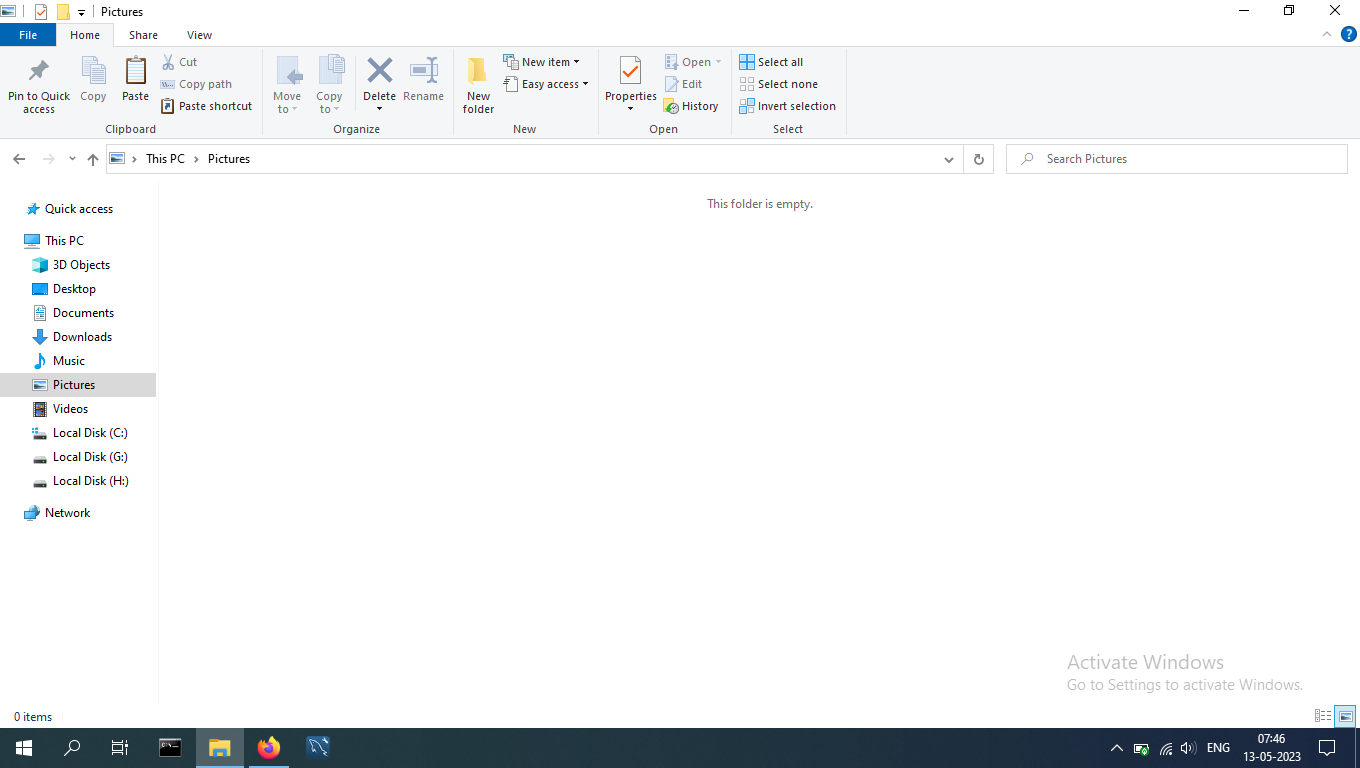 Pictures
File
Home
Share
View
Pin to Quick access
Copy
Paste
Cut
Copy path
Paste shortcut
Clipboard
Move to
Copy to
Delete
Rename
Organize
New folder
New item
Easy access
New
Properties
Open
Edit
History
Open
Select all
Select none
Invert selection
Select
This PC
Pictures
Search Pictures
Quick access
This PC
3D Objects
Desktop
Documents
Downloads
Music
Pictures
Videos
Local Disk (C:)
Local Disk (G:)
Local Disk (H:)
Network
This folder is empty.
Activate Windows
Go to Settings to activate Windows.
0 items
ENG
07:46
13-05-2023